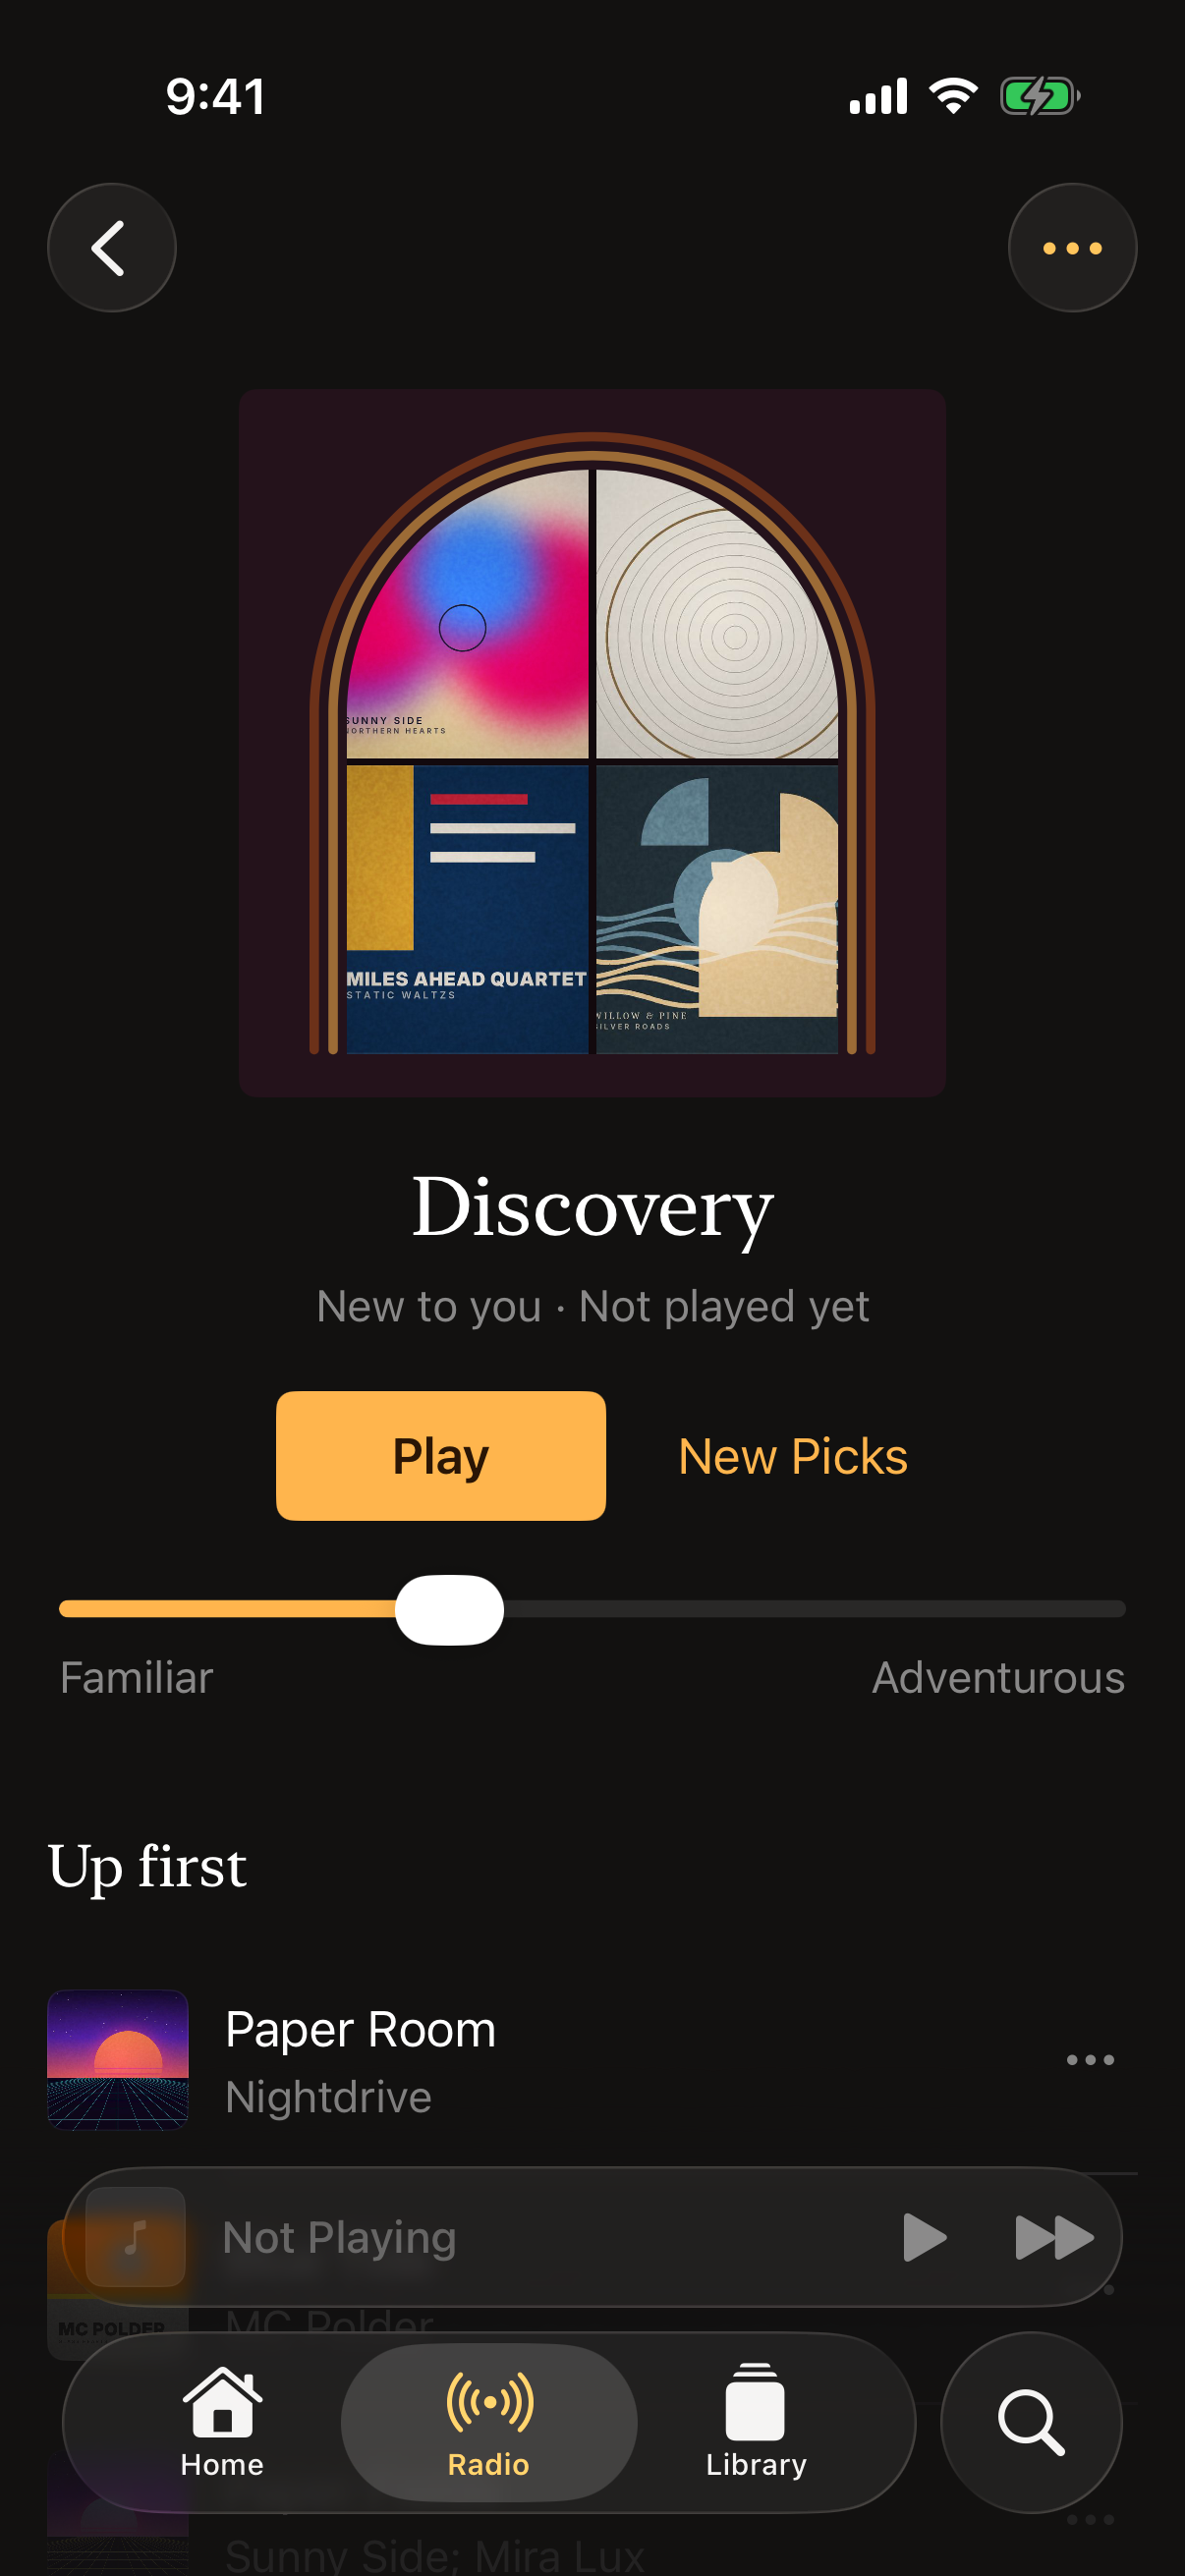 9:41
SUNNY SIDE
NORTHERN HEARTS
MILES AHEAD QUARTET
STATIC WALTZS
WILLOW & PINE
SILVER ROADS
Discovery
New to you · Not played yet
Play
New Picks
Familiar
Adventurous
Up first
Paper Room
Nightdrive
Not Playing
MC POLDER
MC Polder
Home
Radio
Library
Sunny Side; Mira Lux